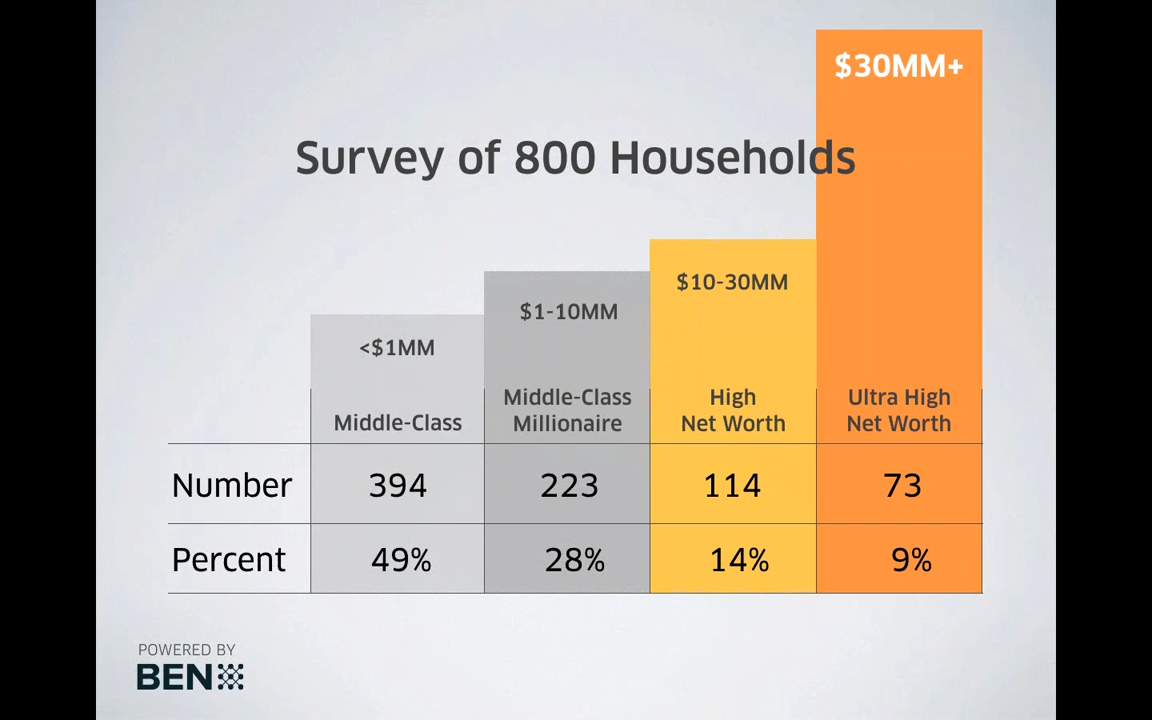 $30MM+
Survey of 800 Households
$10-30MM
$1-10MM
<$1MM
Middle-Class
Middle-Class
Millionaire
High
Net Worth
Ultra High
Net Worth
Number 394 223 114 73
Percent 49% 28% 14% 9%
POWERED BY
BEN